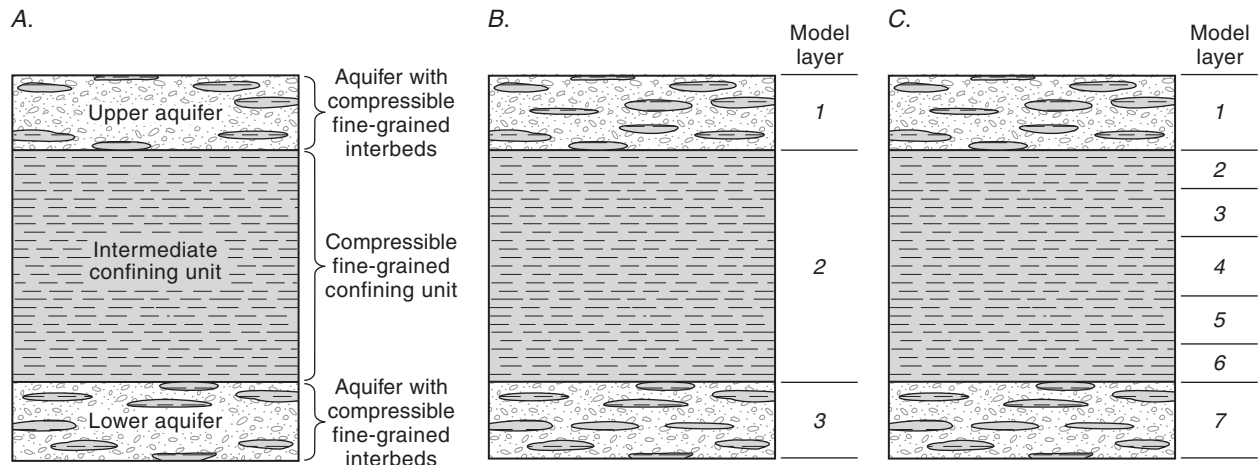 A.
Upper aquifer
Intermediate
confining unit
Lower aquifer
Aquifer with
compressible
fine-grained
interbeds
Compressible
fine-grained
confining unit
Aquifer with
compressible
fine-grained
interbeds
B.
Model
layer
1
2
3
C.
Model
layer
1
2
3
4
5
6
7